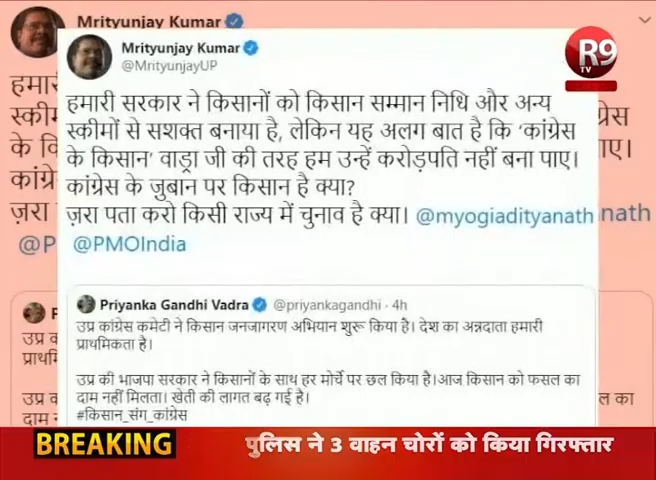 Mrityunjay Kumar
R9
TV
Mrityunjay Kumar
@MrityunjayUP
हमारी सरकार ने किसानों को किसान सम्मान निधि और अन्य
स्कीमों से सशक्त बनाया है, लेकिन यह अलग बात है कि 'कांग्रेस
के किसान' वाड्रा जी की तरह हम उन्हें करोड़पति नहीं बना पाए।
कांग्रेस के जुबान पर किसान है क्या?
ज़रा पता करो किसी राज्य में चुनाव है क्या। @myogiadityanath
@PMOIndia
Priyanka Gandhi Vadra @priyankagandhi · 4h
उप्र कांग्रेस कमेटी ने किसान जनजागरण अभियान शुरू किया है। देश का अन्नदाता हमारी
प्राथमिकता है।
उप्र की भाजपा सरकार ने किसानों के साथ हर मोर्चे पर छल किया है।आज किसान को फसल का
दाम नहीं मिलता। खेती की लागत बढ़ गई है।
#किसान_संग_कांग्रेस
BREAKING
पुलिस ने 3 वाहन चोरों को किया गिरफ्तार